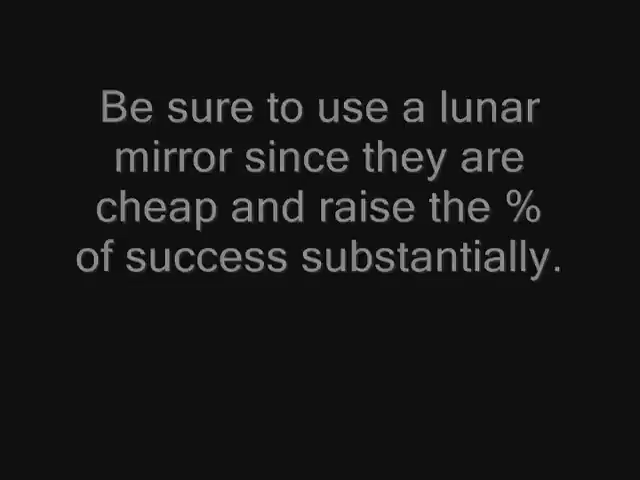 Be sure to use a lunar
mirror since they are
cheap and raise the %
of success substantially.